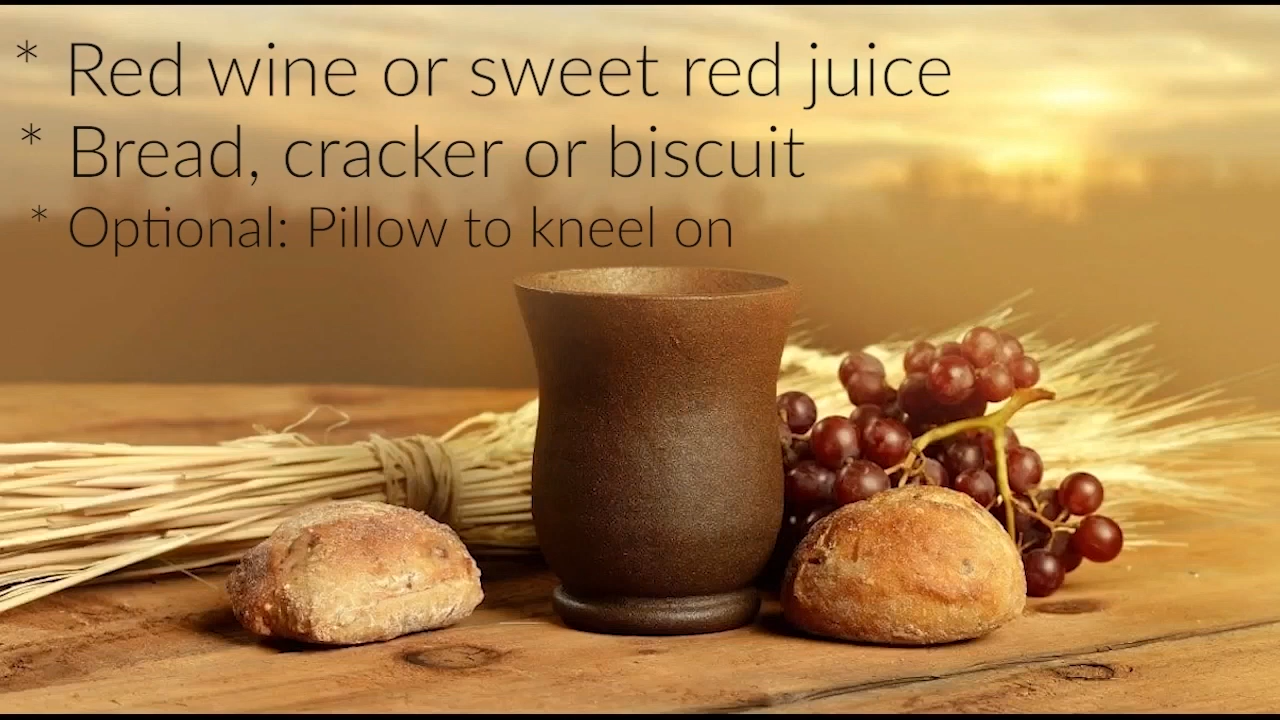 * Red wine or sweet red juice
* Bread, cracker or biscuit
* Optional: Pillow to kneel on